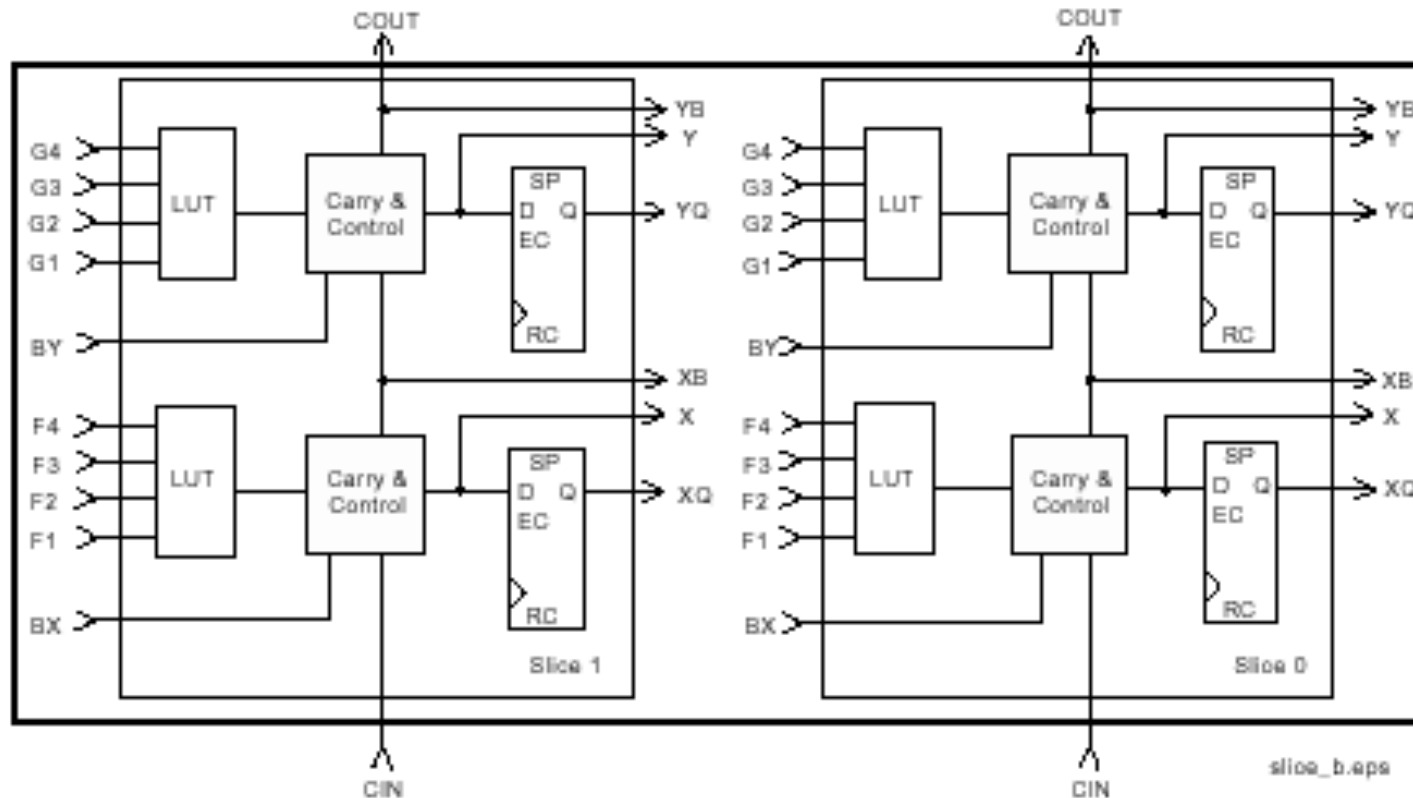 COUT
YB
Y
G4
G3
G2
G1
LUT
Carry &
Control
SP
D Q
EC
RC
YQ
BY
XB
X
F4
F3
F2
F1
LUT
Carry &
Control
SP
D Q
EC
RC
XQ
BX
Slice 1
CIN
COUT
YB
Y
G4
G3
G2
G1
LUT
Carry &
Control
SP
D Q
EC
RC
YQ
BY
XB
X
F4
F3
F2
F1
LUT
Carry &
Control
SP
D Q
EC
RC
XQ
BX
Slice 0
CIN
slice_b.eps